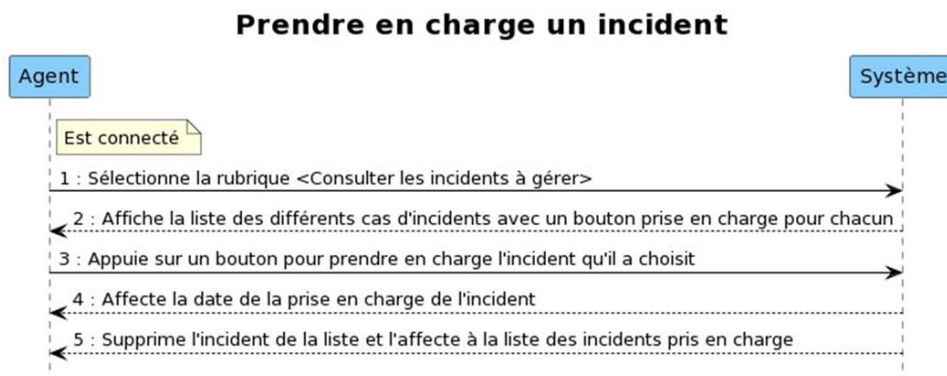 Prendre en charge un incident
Agent
Système
Est connecté
1 : Sélectionne la rubrique <Consulter les incidents à gérer>
2 : Affiche la liste des différents cas d'incidents avec un bouton prise en charge pour chacun
3 : Appuie sur un bouton pour prendre en charge l'incident qu'il a choisit
4 : Affecte la date de la prise en charge de l'incident
5 : Supprime l'incident de la liste et l'affecte à la liste des incidents pris en charge